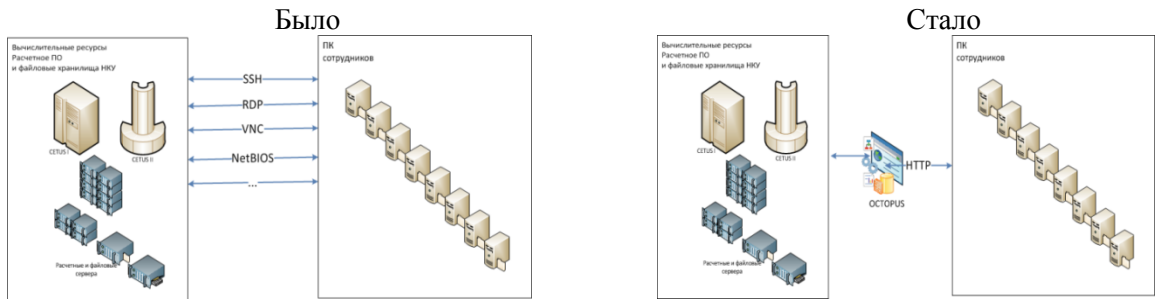 Было
Вычислительные ресурсы
Расчетное ПО
и файловые хранилища НКУ
CETUS I
CETUS II
Расчетные и файловые
сервера
SSH
RDP
VNC
NetBIOS
...
ПК
сотрудников
Стало
Вычислительные ресурсы
Расчетное ПО
и файловые хранилища НКУ
CETUS I
CETUS II
Расчетные и файловые
сервера
HTTP
OCTOPUS
ПК
сотрудников